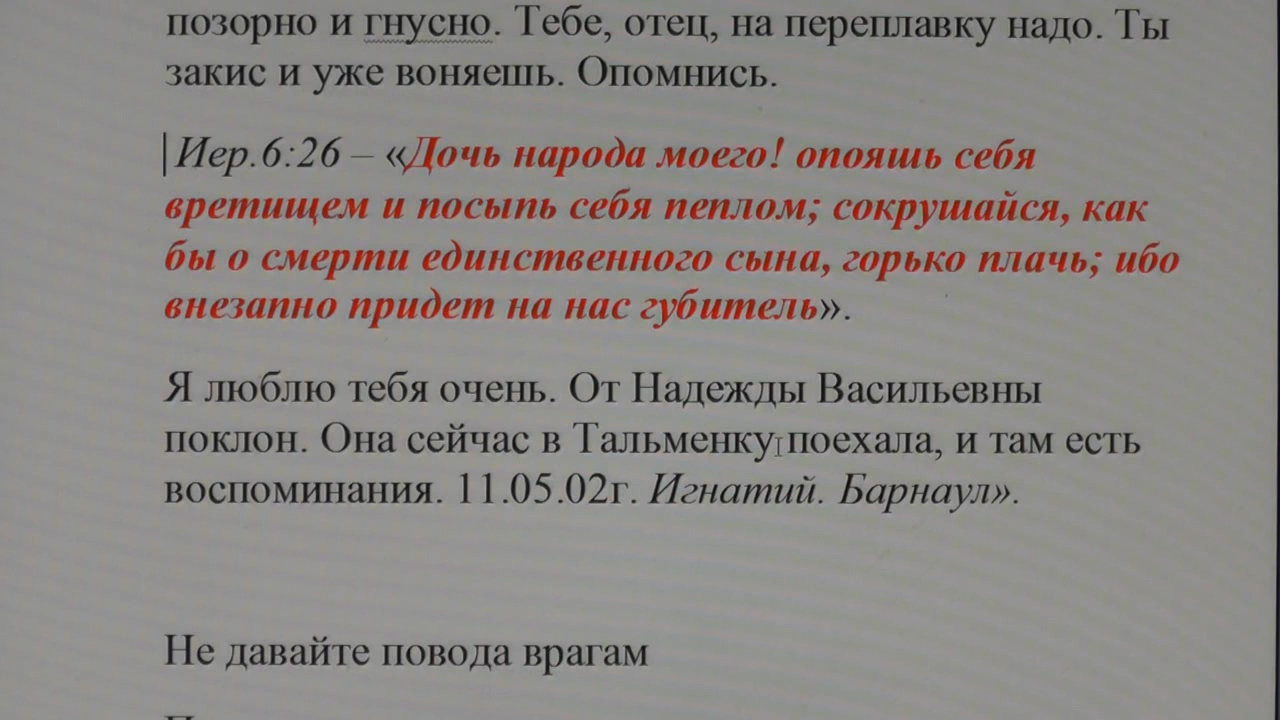 позорно и гнусно. Тебе, отец, на переплавку надо. Ты
закис и уже воняешь. Опомнись.
Иер.6:26 – «Дочь народа моего! опояшь себя
вретищем и посыпь себя пеплом; сокрушайся, как
бы о смерти единственного сына, горько плачь; ибо
внезапно придет на нас губитель».
Я люблю тебя очень. От Надежды Васильевны
поклон. Она сейчас в Тальменку поехала, и там есть
воспоминания. 11.05.02г. Игнатий. Барнаул».
Не давайте повода врагам